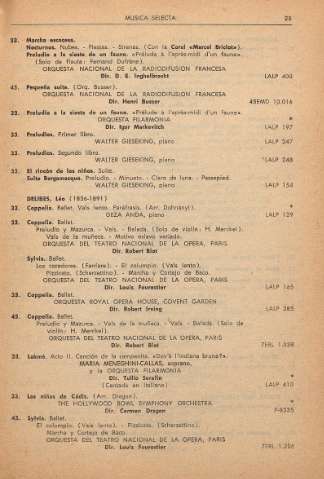 MUSICA SELECTA 25
33. Marcha escocesa.
Nocturnos. Nubes. - Fiestas. - Sirenas. (Con la Coral «Marcel Briclot»).
Preludio a la siesta de un fauno. «Prélude à l'après-midi d'un faune».
(Solo de flauta: Fernand Dufrène).
ORQUESTA NACIONAL DE LA RADIODIFUSION FRANCESA
Dir. D. E. Inghelbrecht LALP 403
45. Pequeña suite. (Orq. Busser).
ORQUESTA NACIONAL DE LA RADIODIFUSION FRANCESA
Dir. Henri Busser 45EMO 10.016
33. Preludio a la siesta de un fauno. «Prélude à l'après-midi d'un faune».
ORQUESTA FILARMONIA *
Dir. Igor Markevitch LALP 197
33. Preludios. Primer libro.
WALTER GIESEKING, piano LALP 247
33. Preludios. Segundo libro.
WALTER GIESEKING, piano LALP 248
33. El rincón de los niños. Suite.
Suite Bergamasque. Preludio. - Minueto. - Claro de luna. - Passepied.
WALTER GIESEKING, piano LALP 154
DELIBES, Léo (1836-1891)
33. Coppelia. Ballet. Vals lento. Paráfrasis. (Arr. Dohnányi). *
GEZA ANDA, piano LALP 129
33. Coppelia. Ballet.
Preludio y Mazurca. - Vals. - Balada. (Solo de violín: H. Merckel).
Vals de la muñeca. - Motivo eslavo variado.
ORQUESTA DEL TEATRO NACIONAL DE LA OPERA, PARIS
Dir. Robert Blot
Sylvia. Ballet.
Los cazadores. (Fanfare). - El columpio. (Vals lento).
Pizzicato. (Scherzettino). - Marcha y Cortejo de Baco.
ORQUESTA DEL TEATRO NACIONAL DE LA OPERA, PARIS
Dir. Louis Fourestier LALP 165
33. Coppelia. Ballet.
ORQUESTA ROYAL OPERA HOUSE, COVENT GARDEN
Dir. Robert Irving LALP 285
45. Coppelia. Ballet.
Preludio y Mazurca. - Vals de la muñeca. - Vals. - Balada. (Solo de
violín: H. Merckel).
ORQUESTA DEL TEATRO NACIONAL DE LA OPERA, PARIS
Dir. Robert Blot 7ERL 1.038
33. Lakmé. Acto II. Canción de la campanilla. «Dov'è l'indiana bruna?».
MARIA MENEGHINI-CALLAS, soprano,
y la ORQUESTA FILARMONIA
Dir. Tullio Serafin *
(Cantada en italiano) LALP 410
33. Las niñas de Cádiz. (Arr. Dragon).
THE HOLLYWOOD BOWL SYMPHONY ORCHESTRA *
Dir. Carmen Dragon P-8335
45. Sylvia. Ballet.
El columpio. (Vals lento). - Pizzicato. (Scherzettino).
Marcha y Cortejo de Baco.
ORQUESTA DEL TEATRO NACIONAL DE LA OPERA, PARIS
Dir. Louis Fourestier 7ERL 1.036